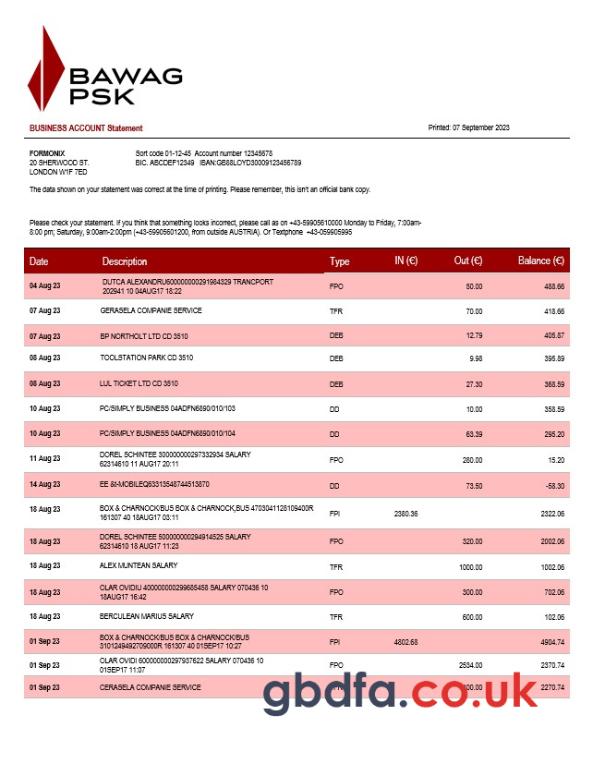 BAWAG
PSK
BUSINESS ACCOUNT Statement Printed: 07 September 2023
FORMONIX Sort code 01-12-45 Account number 12345678
20 SHERWOOD ST. BIC. ABCDEF12349 IBAN:GB88LOYD30009123456789
LONDON W1F 7ED
The data shown on your statement was correct at the time of printing. Please remember, this isn't an official bank copy.
Please check your statement. If you think that something looks incorrect, please call as on +43-59905610000 Monday to Friday, 7:00am-
8:00 pm; Saturday, 9:00am-2:00pm (+43-59905601200, from outside AUSTRIA). Or Textphone +43-059905995
Date Description Type IN (€) Out (€) Balance (€)
04 Aug 23 DUTCA ALEXANDRU600000000291984329 TRANCPORT
202941 10 04AUG17 18:22 FPO 50.00 488.66
07 Aug 23 GERASELA COMPANIE SERVICE TFR 70.00 418.66
07 Aug 23 BP NORTHOLT LTD CD 3510 DEB 12.79 405.87
08 Aug 23 TOOLSTATION PARK CD 3510 DEB 9.98 395.89
08 Aug 23 LUL TICKET LTD CD 3510 DEB 27.30 368.59
10 Aug 23 PC/SIMPLY BUSINESS 04ADFN6890/010/103 DD 10.00 358.59
10 Aug 23 PC/SIMPLY BUSINESS 04ADFN6890/010/104 DD 63.39 295.20
11 Aug 23 DOREL SCHINTEE 300000000297332934 SALARY
62314610 11 AUG17 20:11 FPO 280.00 15.20
14 Aug 23 EE &t-MOBILEQ63313548744513870 DD 73.50 -58.30
18 Aug 23 BOX & CHARNOCK/BUS BOX & CHARNOCK,BUS 4703041128109400R
161307 40 18AUG17 03:11 FPI 2380.36 2322.06
18 Aug 23 DOREL SCHINTEE 500000000294914525 SALARY
62314610 18 AUG17 11:23 FPO 320.00 2002.06
18 Aug 23 ALEX MUNTEAN SALARY TFR 1000.00 1002.06
18 Aug 23 OLAR OVIDIU 400000000299685458 SALARY 070436 10
18AUG17 16:42 FPO 300.00 702.06
18 Aug 23 BERCULEAN MARIUS SALARY TFR 600.00 102.06
01 Sep 23 BOX & CHARNOCK/BUS BOX & CHARNOCK/BUS
3101249492709000R 161307 40 01SEP17 10:27 FPI 4802.68 4904.74
01 Sep 23 OLAR OVIDI 600000000297937622 SALARY 070436 10
01SEP17 11:07 FPO 2534.00 2370.74
01 Sep 23 CERASELA COMPANIE SERVICE 2270.74
gbdfa.co.uk